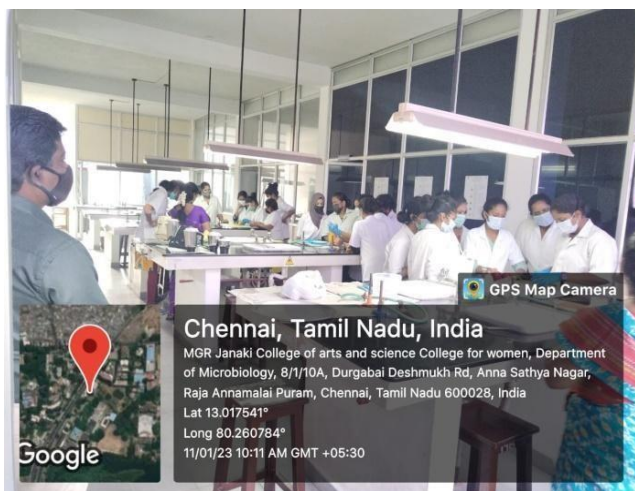 GPS Map Camera
Chennai, Tamil Nadu, India
MGR Janaki College of arts and science College for women, Department
of Microbiology, 8/1/10A, Durgabai Deshmukh Rd, Anna Sathya Nagar,
Raja Annamalai Puram, Chennai, Tamil Nadu 600028, India
Lat 13.017541°
Long 80.260784°
11/01/23 10:11 AM GMT +05:30
Google